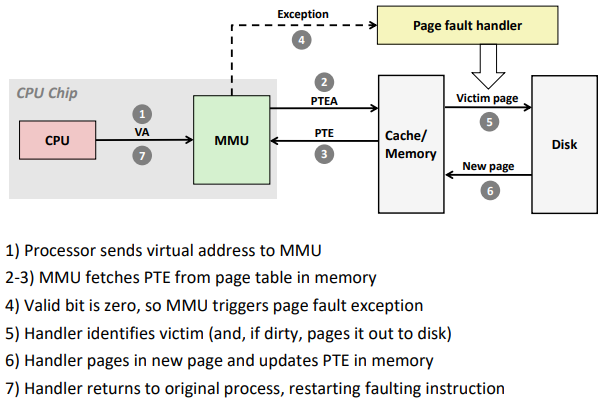 Exception
4
Page fault handler
CPU Chip
2
1
PTEA
Victim page
VA
5
CPU
MMU
PTE
Cache/
Memory
Disk
7
3
New page
6
1) Processor sends virtual address to MMU
2-3) MMU fetches PTE from page table in memory
4) Valid bit is zero, so MMU triggers page fault exception
5) Handler identifies victim (and, if dirty, pages it out to disk)
6) Handler pages in new page and updates PTE in memory
7) Handler returns to original process, restarting faulting instruction